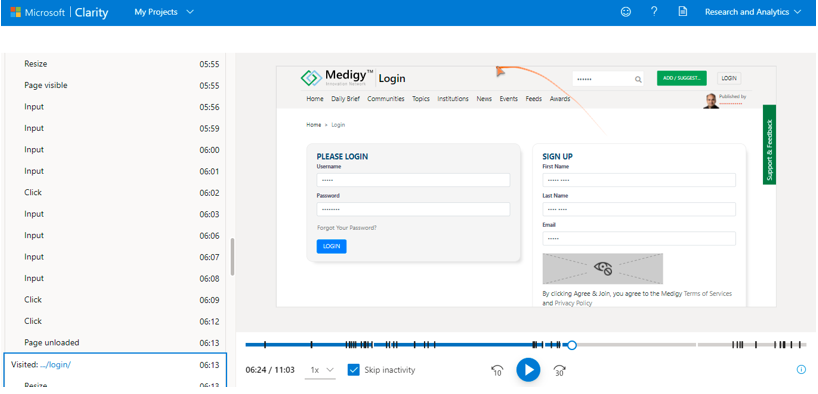 Microsoft | Clarity
My Projects
?
Research and Analytics
Resize 05:55
Page visible 05:55
Input 05:56
Input 05:59
Input 06:00
Input 06:01
Click 06:02
Input 06:03
Input 06:06
Input 06:07
Input 06:08
Click 06:09
Click 06:12
Page unloaded 06:13
Visited: .../login/ 06:13
Resize 06:13
Medigy™ Login
•••••• ADD / SUGGEST... LOGIN
Home Daily Brief Communities Topics Institutions News Events Feeds Awards
Published by
Home » Login
Support & Feedback
PLEASE LOGIN
Username
•••••
Password
••••••••
Forgot Your Password?
LOGIN
SIGN UP
First Name
••••• ••••
Last Name
•••• ••••
Email
•••••
By clicking Agree & Join, you agree to the Medigy Terms of Services
and Privacy Policy
06:24 / 11:03 1x Skip inactivity 10 30